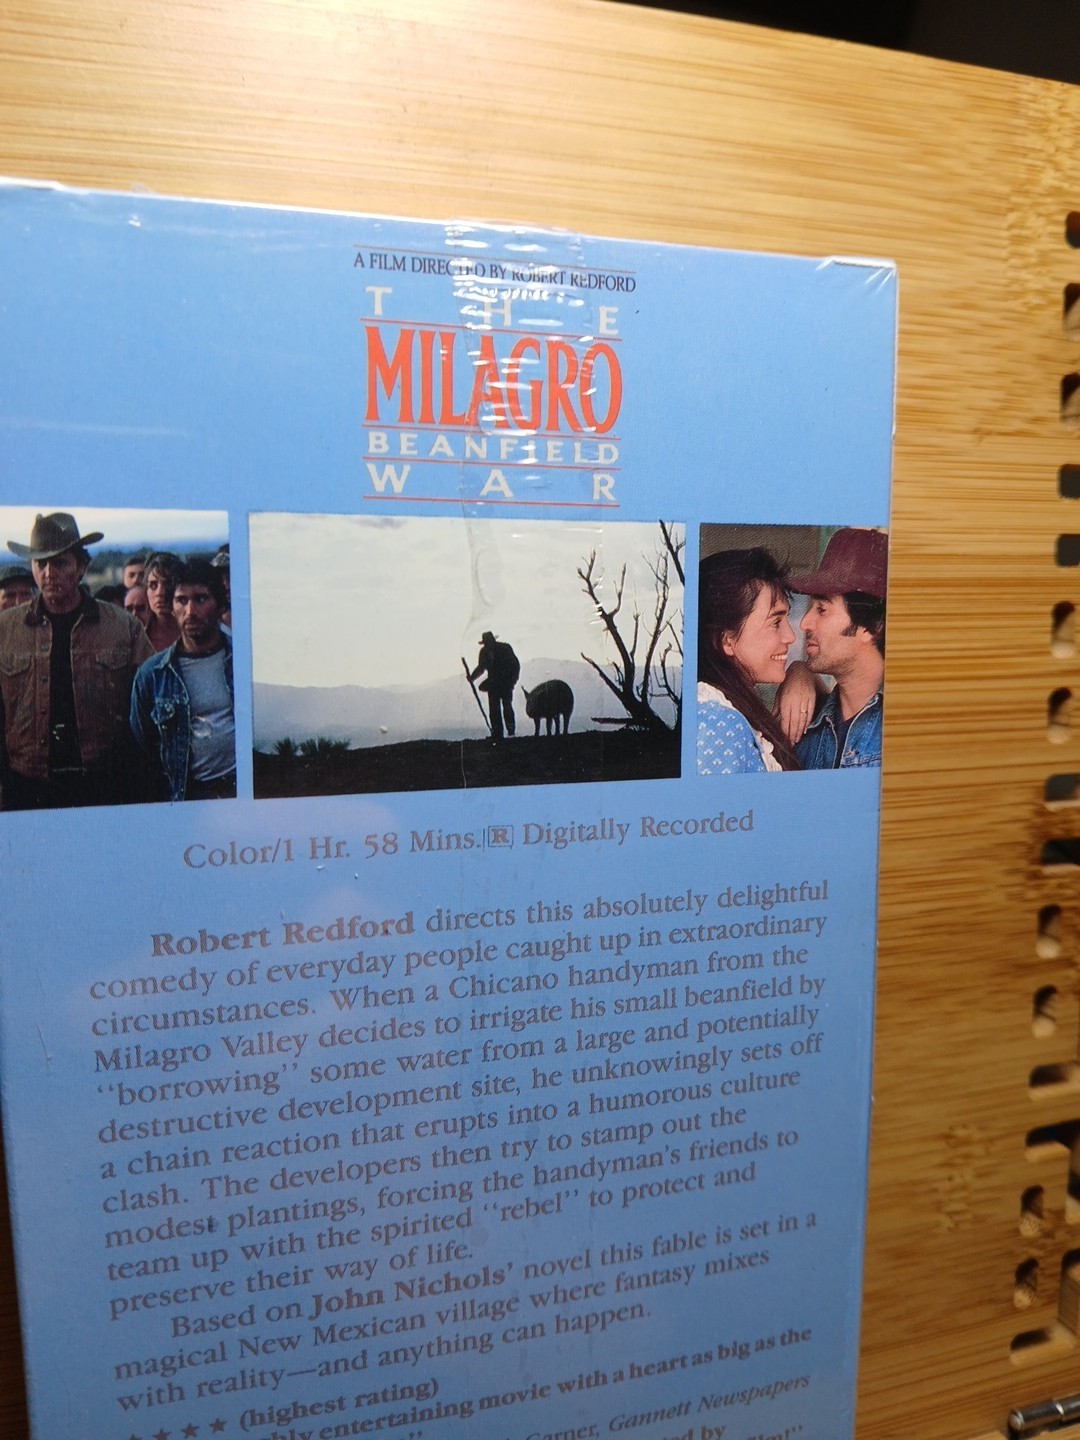 A FILM DIRECTED BY ROBERT REDFORD
THE
MILAGRO
BEANFIELD
WAR
Color/1 Hr. 58 Mins. R Digitally Recorded
Robert Redford directs this absolutely delightful
comedy of everyday people caught up in extraordinary
circumstances. When a Chicano handyman from the
Milagro Valley decides to irrigate his small beanfield by
“borrowing” some water from a large and potentially
destructive development site, he unknowingly sets off
a chain reaction that erupts into a humorous culture
clash. The developers then try to stamp out the
modest plantings, forcing the handyman's friends to
team up with the spirited “rebel” to protect and
preserve their way of life.
Based on John Nichols' novel this fable is set in a
magical New Mexican village where fantasy mixes
with reality—and anything can happen.
★ ★ ★ ★ (highest rating)
entertaining movie with a heart as big as the
Garner, Gannett Newspapers
by